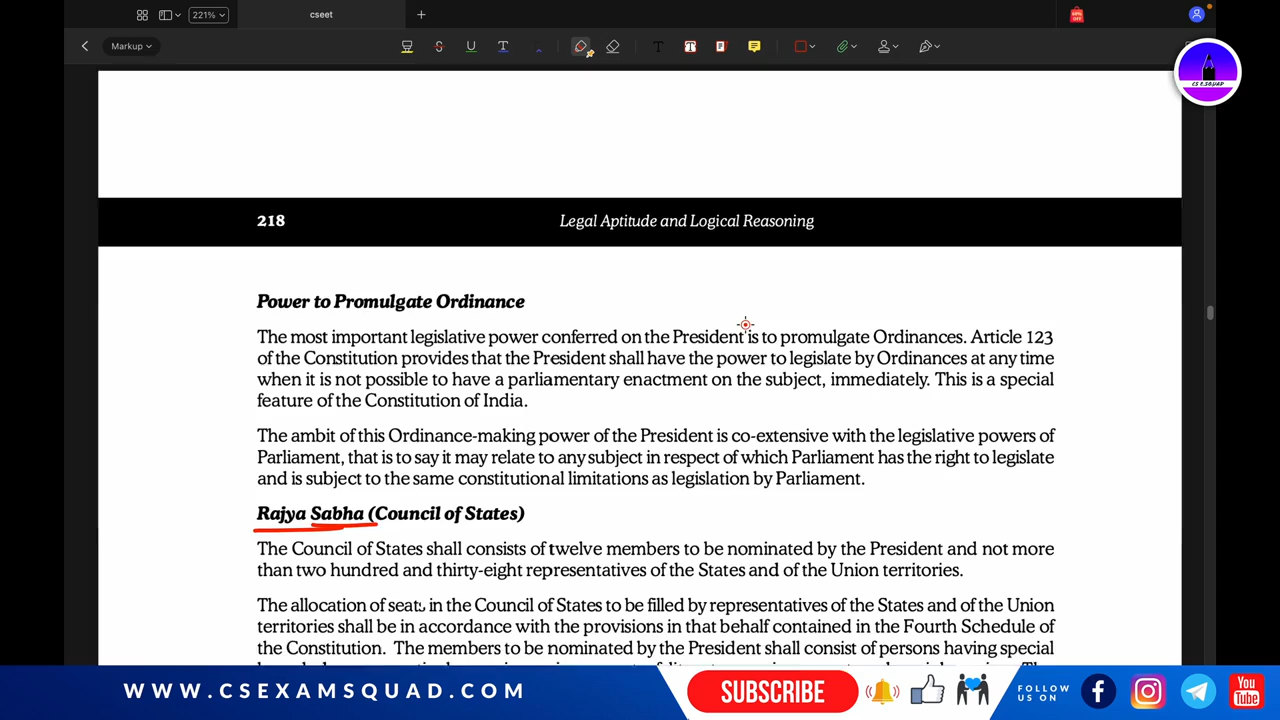 221%
cseet
Markup
CS E.SQUAD
218
Legal Aptitude and Logical Reasoning
Power to Promulgate Ordinance
The most important legislative power conferred on the President is to promulgate Ordinances. Article 123
of the Constitution provides that the President shall have the power to legislate by Ordinances at any time
when it is not possible to have a parliamentary enactment on the subject, immediately. This is a special
feature of the Constitution of India.
The ambit of this Ordinance-making power of the President is co-extensive with the legislative powers of
Parliament, that is to say it may relate to any subject in respect of which Parliament has the right to legislate
and is subject to the same constitutional limitations as legislation by Parliament.
Rajya Sabha (Council of States)
The Council of States shall consists of twelve members to be nominated by the President and not more
than two hundred and thirty-eight representatives of the States and of the Union territories.
The allocation of seats in the Council of States to be filled by representatives of the States and of the Union
territories shall be in accordance with the provisions in that behalf contained in the Fourth Schedule of
the Constitution. The members to be nominated by the President shall consist of persons having special
WWW.CSEXAMSQUAD.COM
SUBSCRIBE
FOLLOW
US ON
You
Tube